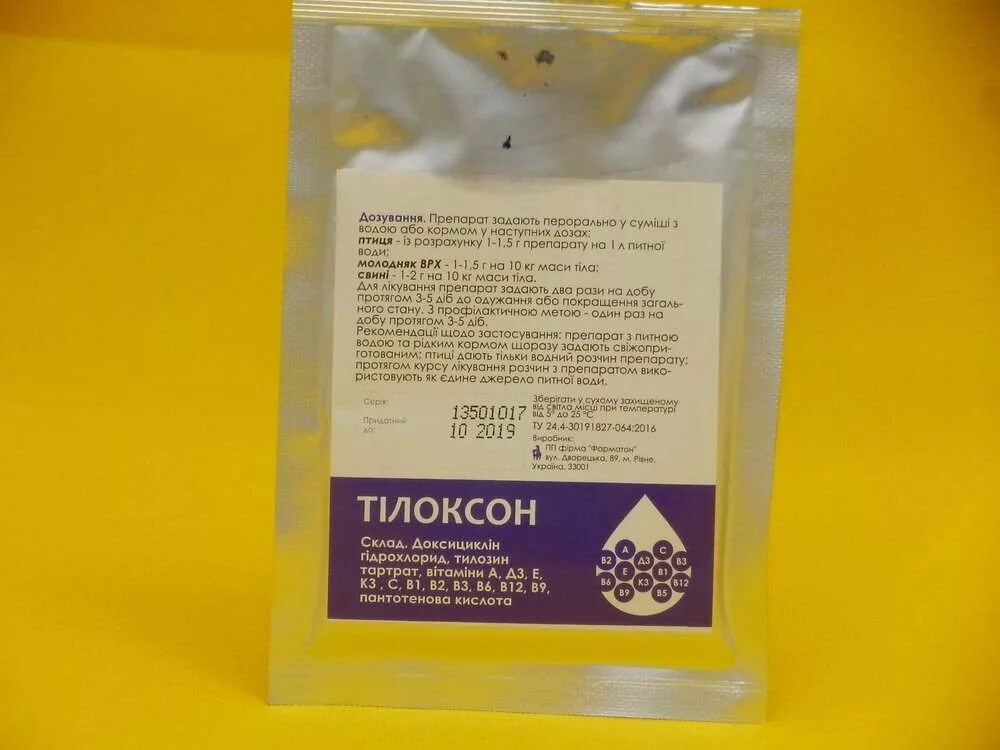 Дозування. Препарат задають перорально у суміші з
водою або кормом у наступних дозах:
птиця - із розрахунку 1-1,5 г препарату на 1 л питної
води;
молодняк ВРХ - 1-1,5 г на 10 кг маси тіла;
свині - 1-2 г на 10 кг маси тіла.
Для лікування препарат задають два рази на добу
протягом 3-5 діб до одужання або покращення загаль-
ного стану. З профілактичною метою - один раз на
добу протягом 3-5 діб.
Рекомендації щодо застосування: препарат з питною
водою та рідким кормом щоразу задають свіжопри-
готованим; птиці дають тільки водний розчин препарату;
протягом курсу лікування розчин з препаратом вико-
ристовують як єдине джерело питної води.
Серія:
13501017
Придатний
до:
10 2019
Зберігати у сухому захищеному
від світла місці при температурі
від 5° до 25 °С
ТУ 24.4-30191827-064:2016
Виробник:
ПП фірма "Фарматон"
вул. Дворецька, 89, м. Рівне,
Україна, 33001
ТІЛОКСОН
Склад. Доксициклін
гідрохлорид, тилозин
тартрат, вітаміни А, Д3, Е,
К3 , С, В1, В2, В3, В6, В12, В9,
пантотенова кислота
А С
В2 Д3 В3
Е В1
В6 К3 В12
В9 В5